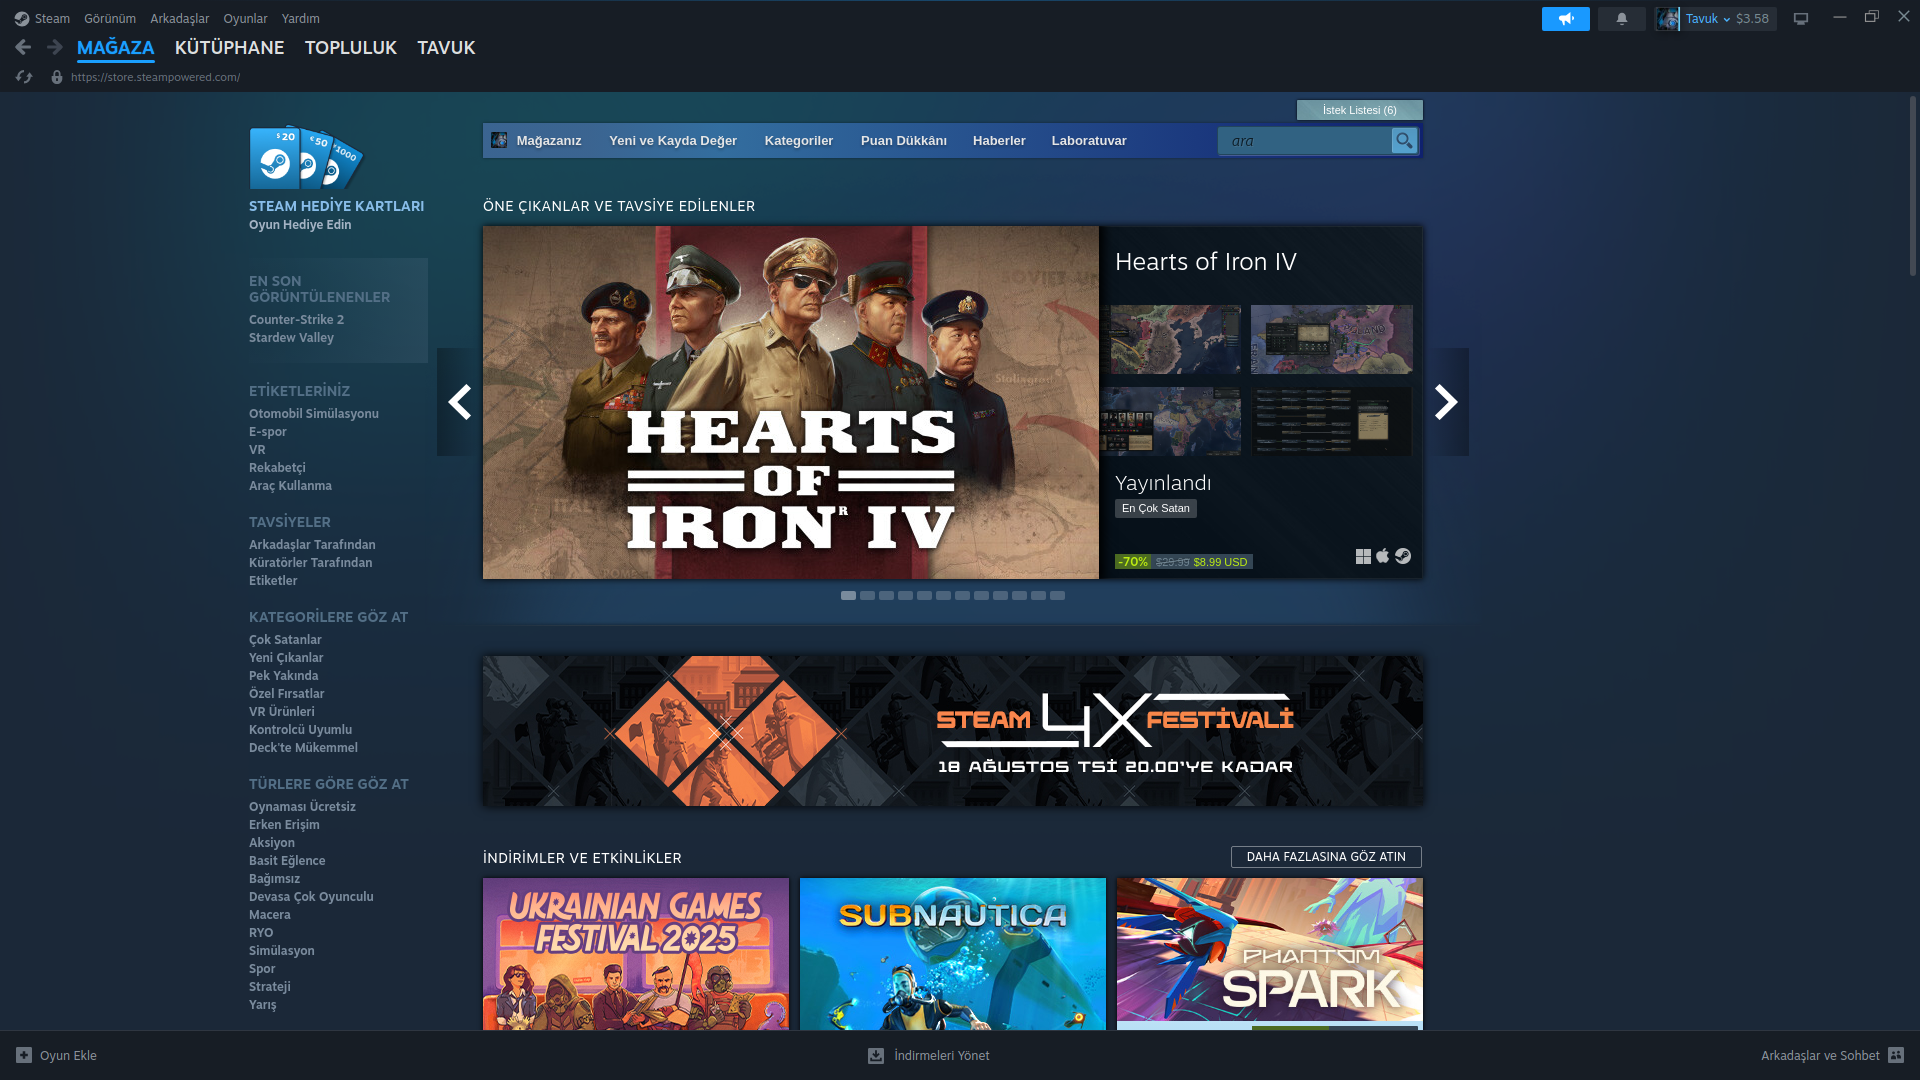 Steam Görünüm Arkadaşlar Oyunlar Yardım
Tavuk $3.58
MAĞAZA KÜTÜPHANE TOPLULUK TAVUK
https://store.steampowered.com/
İstek Listesi (6)
Mağazanız Yeni ve Kayda Değer Kategoriler Puan Dükkânı Haberler Laboratuvar
ara
$20 €50 ¥1000
STEAM HEDİYE KARTLARI
Oyun Hediye Edin
EN SON
GÖRÜNTÜLENENLER
Counter-Strike 2
Stardew Valley
ETİKETLERİNİZ
Otomobil Simülasyonu
E-spor
VR
Rekabetçi
Araç Kullanma
TAVSİYELER
Arkadaşlar Tarafından
Küratörler Tarafından
Etiketler
KATEGORİLERE GÖZ AT
Çok Satanlar
Yeni Çıkanlar
Pek Yakında
Özel Fırsatlar
VR Ürünleri
Kontrolcü Uyumlu
Deck'te Mükemmel
TÜRLERE GÖRE GÖZ AT
Oynaması Ücretsiz
Erken Erişim
Aksiyon
Basit Eğlence
Bağımsız
Devasa Çok Oyunculu
Macera
RYO
Simülasyon
Spor
Strateji
Yarış
ÖNE ÇIKANLAR VE TAVSİYE EDİLENLER
Stalingrad
ITAL
HEARTS
OF
IRON IV
Hearts of Iron IV
POLAND
Yayınlandı
En Çok Satan
-70% $29.99 $8.99 USD
STEAM 4X FESTİVALİ
18 AĞUSTOS TSİ 20.00'YE KADAR
İNDİRİMLER VE ETKİNLİKLER
DAHA FAZLASINA GÖZ ATIN
UKRAINIAN GAMES
FESTIVAL 2025
SUBNAUTICA
PHANTOM
SPARK
Oyun Ekle
İndirmeleri Yönet
Arkadaşlar ve Sohbet